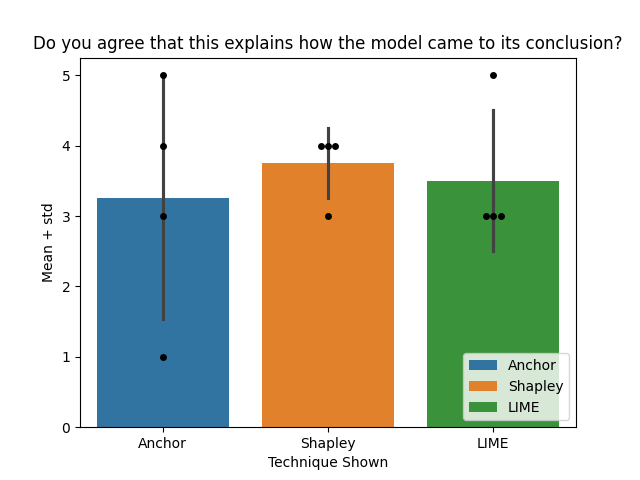 Do you agree that this explains how the model came to its conclusion?
Mean + std
5
4
3
2
1
0
Anchor
Shapley
LIME
Anchor Shapley LIME
Technique Shown